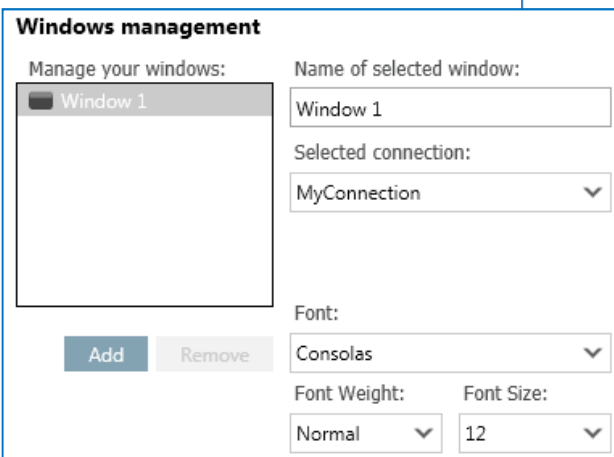 Windows management
Manage your windows:
Window 1
Add
Remove
Name of selected window:
Window 1
Selected connection:
MyConnection
Font:
Consolas
Font Weight:
Font Size:
Normal
12